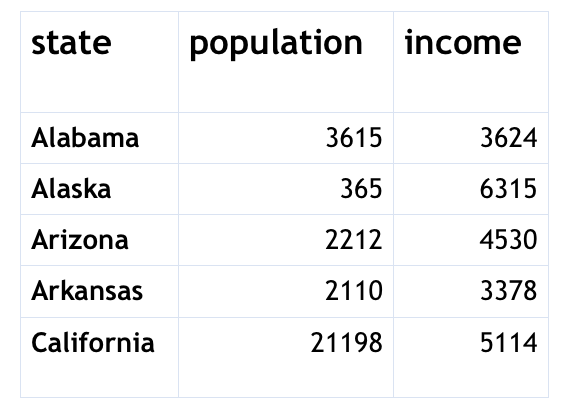 state population income
Alabama 3615 3624
Alaska 365 6315
Arizona 2212 4530
Arkansas 2110 3378
California 21198 5114